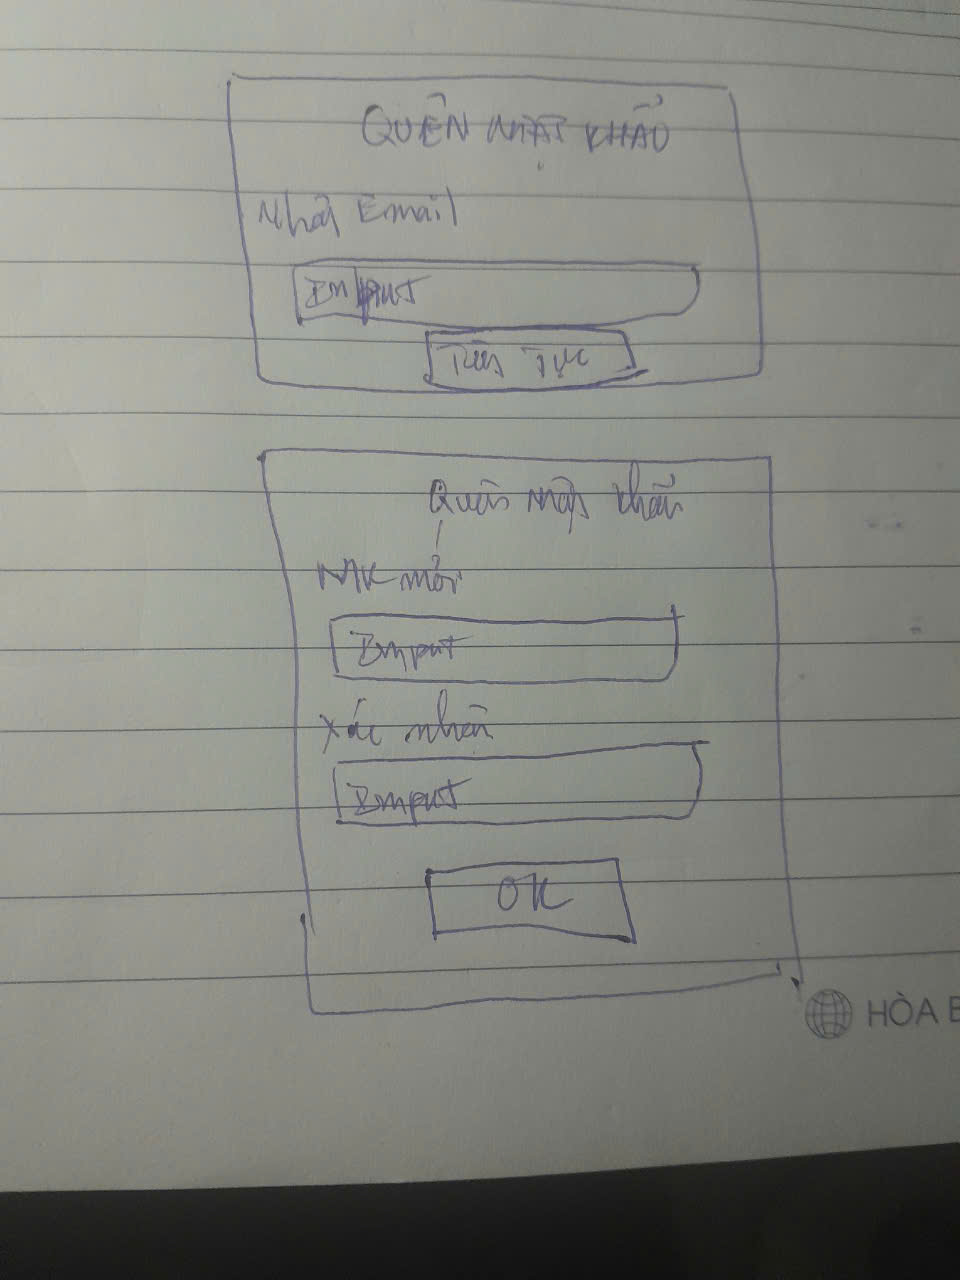 QUÊN MẬT KHẨU
Nhập Email
Input
Tiếp Tục
Quên mật khẩu
MK mới
Input
Xác nhận
Input
OK
HÒA B